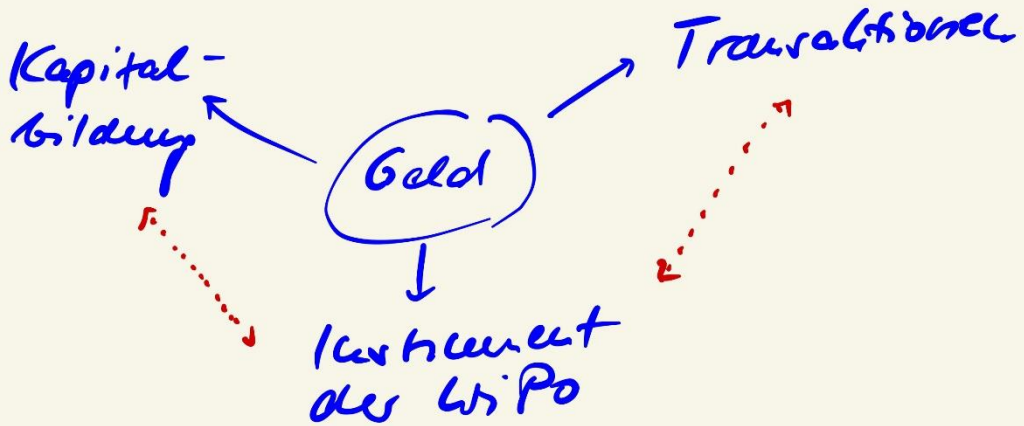 Kapital-
bildung
Transaktionen
Geld
Instrument
der WiPo